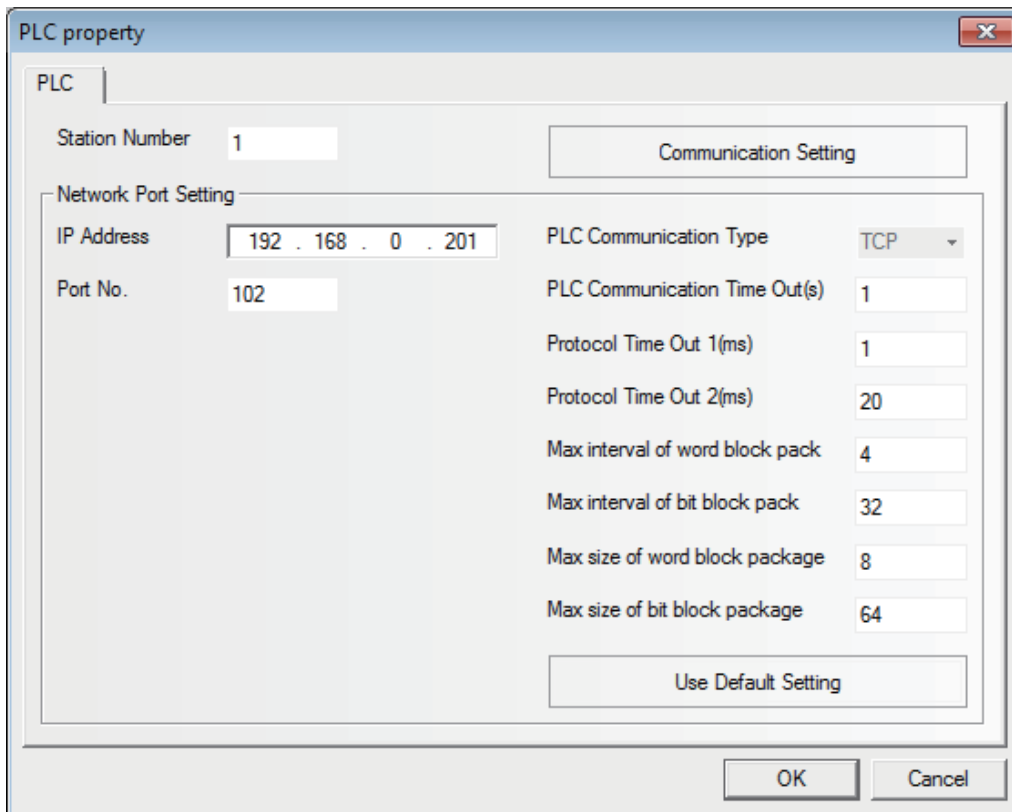 PLC property
PLC
Station Number 1
Communication Setting
Network Port Setting
IP Address 192 . 168 . 0 . 201
PLC Communication Type TCP
Port No. 102
PLC Communication Time Out(s) 1
Protocol Time Out 1(ms) 1
Protocol Time Out 2(ms) 20
Max interval of word block pack 4
Max interval of bit block pack 32
Max size of word block package 8
Max size of bit block package 64
Use Default Setting
OK Cancel